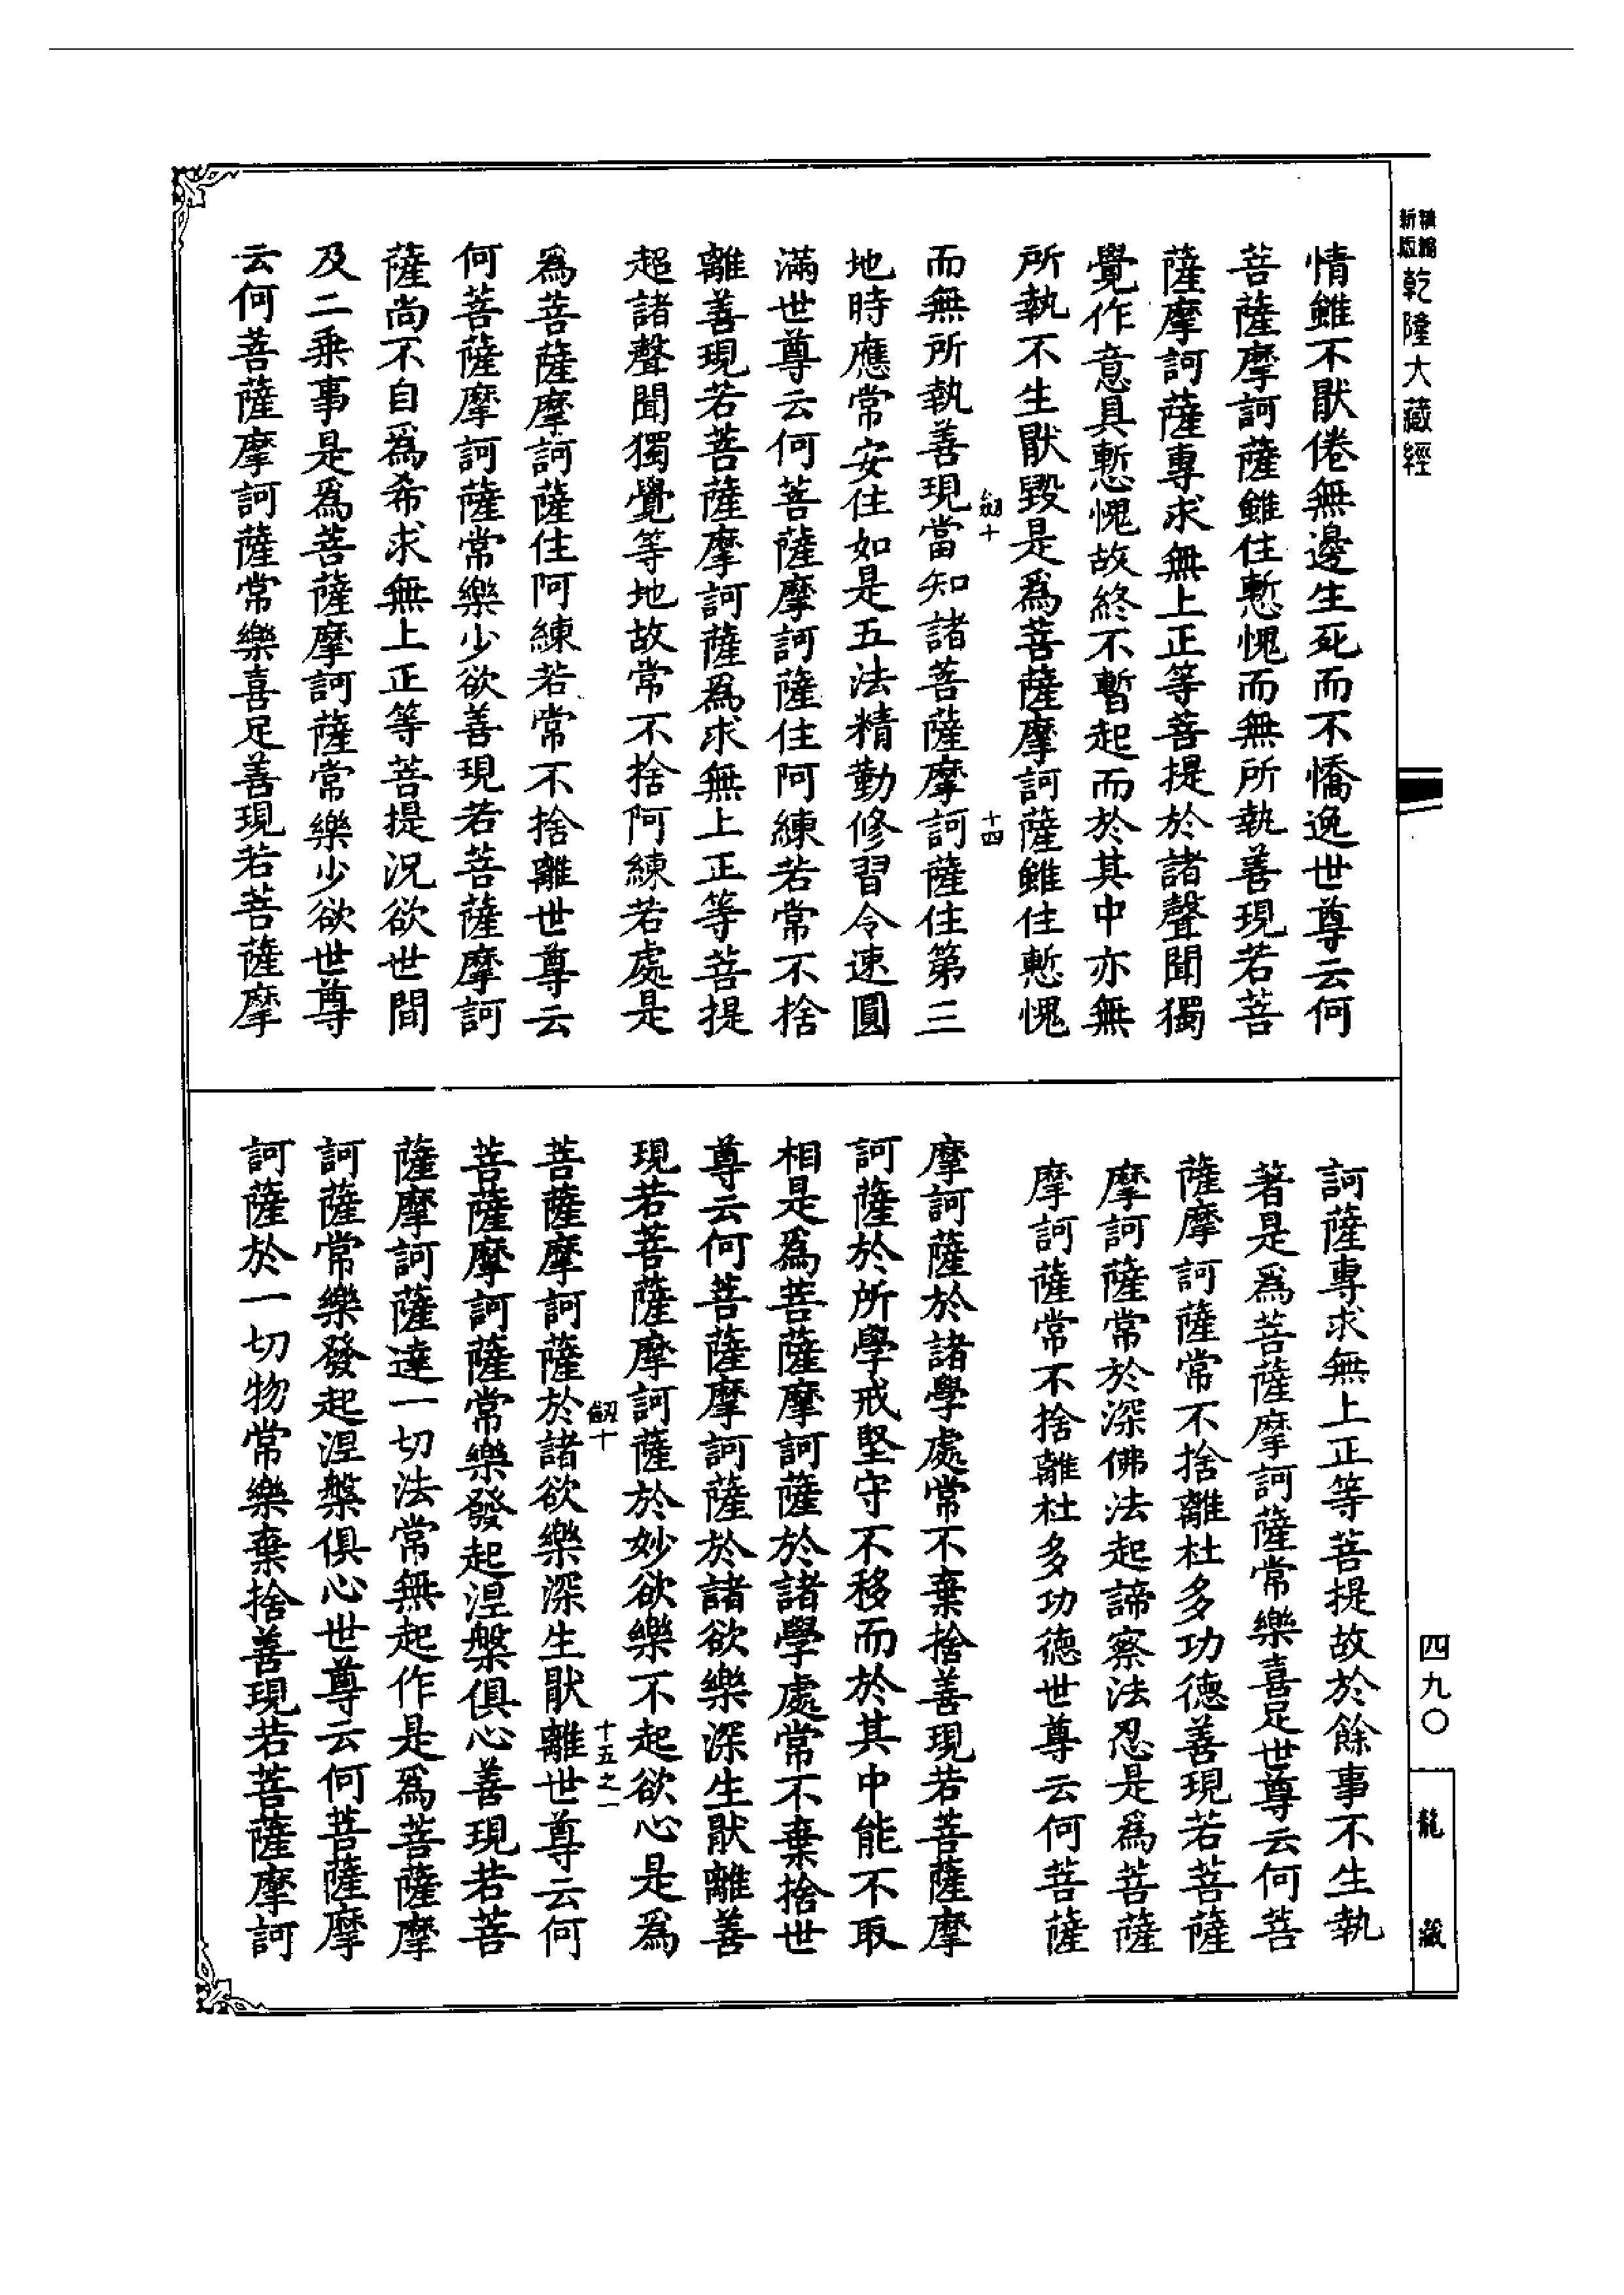 新版
精縮
乾隆大藏經
情雖不猒倦無邊生死而不憍逸世尊云何
菩薩摩訶薩雖住慙愧而無所執善現若菩
薩摩訶薩專求無上正等菩提於諸聲聞獨
覺作意具慙愧故終不暫起而於其中亦無
所執不生猒毀是為菩薩摩訶薩雖住慙愧
劔十
十四
而無所執善現當知諸菩薩摩訶薩住第三
地時應常安住如是五法精勤修習令速圓
滿世尊云何菩薩摩訶薩住阿練若常不捨
離善現若菩薩摩訶薩為求無上正等菩提
超諸聲聞獨覺等地故常不捨阿練若處是
為菩薩摩訶薩住阿練若常不捨離世尊云
何菩薩摩訶薩常樂少欲善現若菩薩摩訶
薩尚不自為希求無上正等菩提況欲世間
及二乘事是為菩薩摩訶薩常樂少欲世尊
云何菩薩摩訶薩常樂喜足善現若菩薩摩
訶薩專求無上正等菩提故於餘事不生執
著是為菩薩摩訶薩常樂喜足世尊云何菩
薩摩訶薩常不捨離杜多功德善現若菩薩
摩訶薩常於深佛法起諦察法忍是為菩薩
摩訶薩常不捨離杜多功德世尊云何菩薩
摩訶薩於諸學處常不棄捨善現若菩薩摩
訶薩於所學戒堅守不移而於其中能不取
相是為菩薩摩訶薩於諸學處常不棄捨世
尊云何菩薩摩訶薩於諸欲樂深生猒離善
現若菩薩摩訶薩於妙欲樂不起欲心是為
劔十
十五之一
菩薩摩訶薩於諸欲樂深生猒離世尊云何
菩薩摩訶薩常樂發起涅槃俱心善現若菩
薩摩訶薩達一切法常無起作是為菩薩摩
訶薩常樂發起涅槃俱心世尊云何菩薩摩
訶薩於一切物常樂棄捨善現若菩薩摩訶
四九〇
龍藏